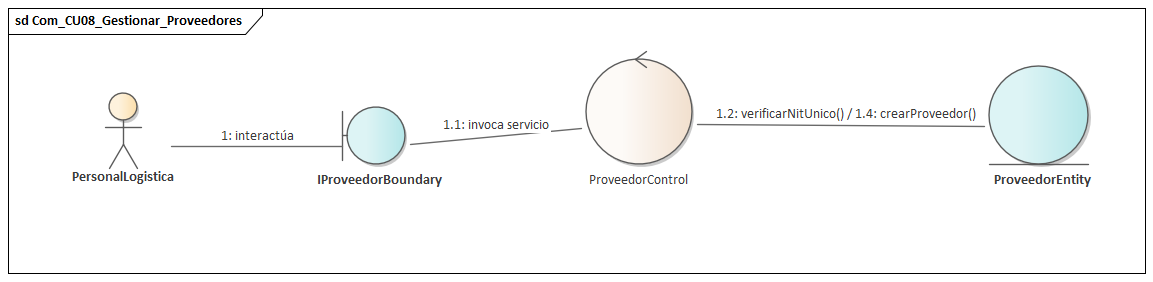 sd Com_CU08_Gestionar_Proveedores
1: interactúa
1.1: invoca servicio
1.2: verificarNitUnico() / 1.4: crearProveedor()
PersonalLogistica
IProveedorBoundary
ProveedorControl
ProveedorEntity